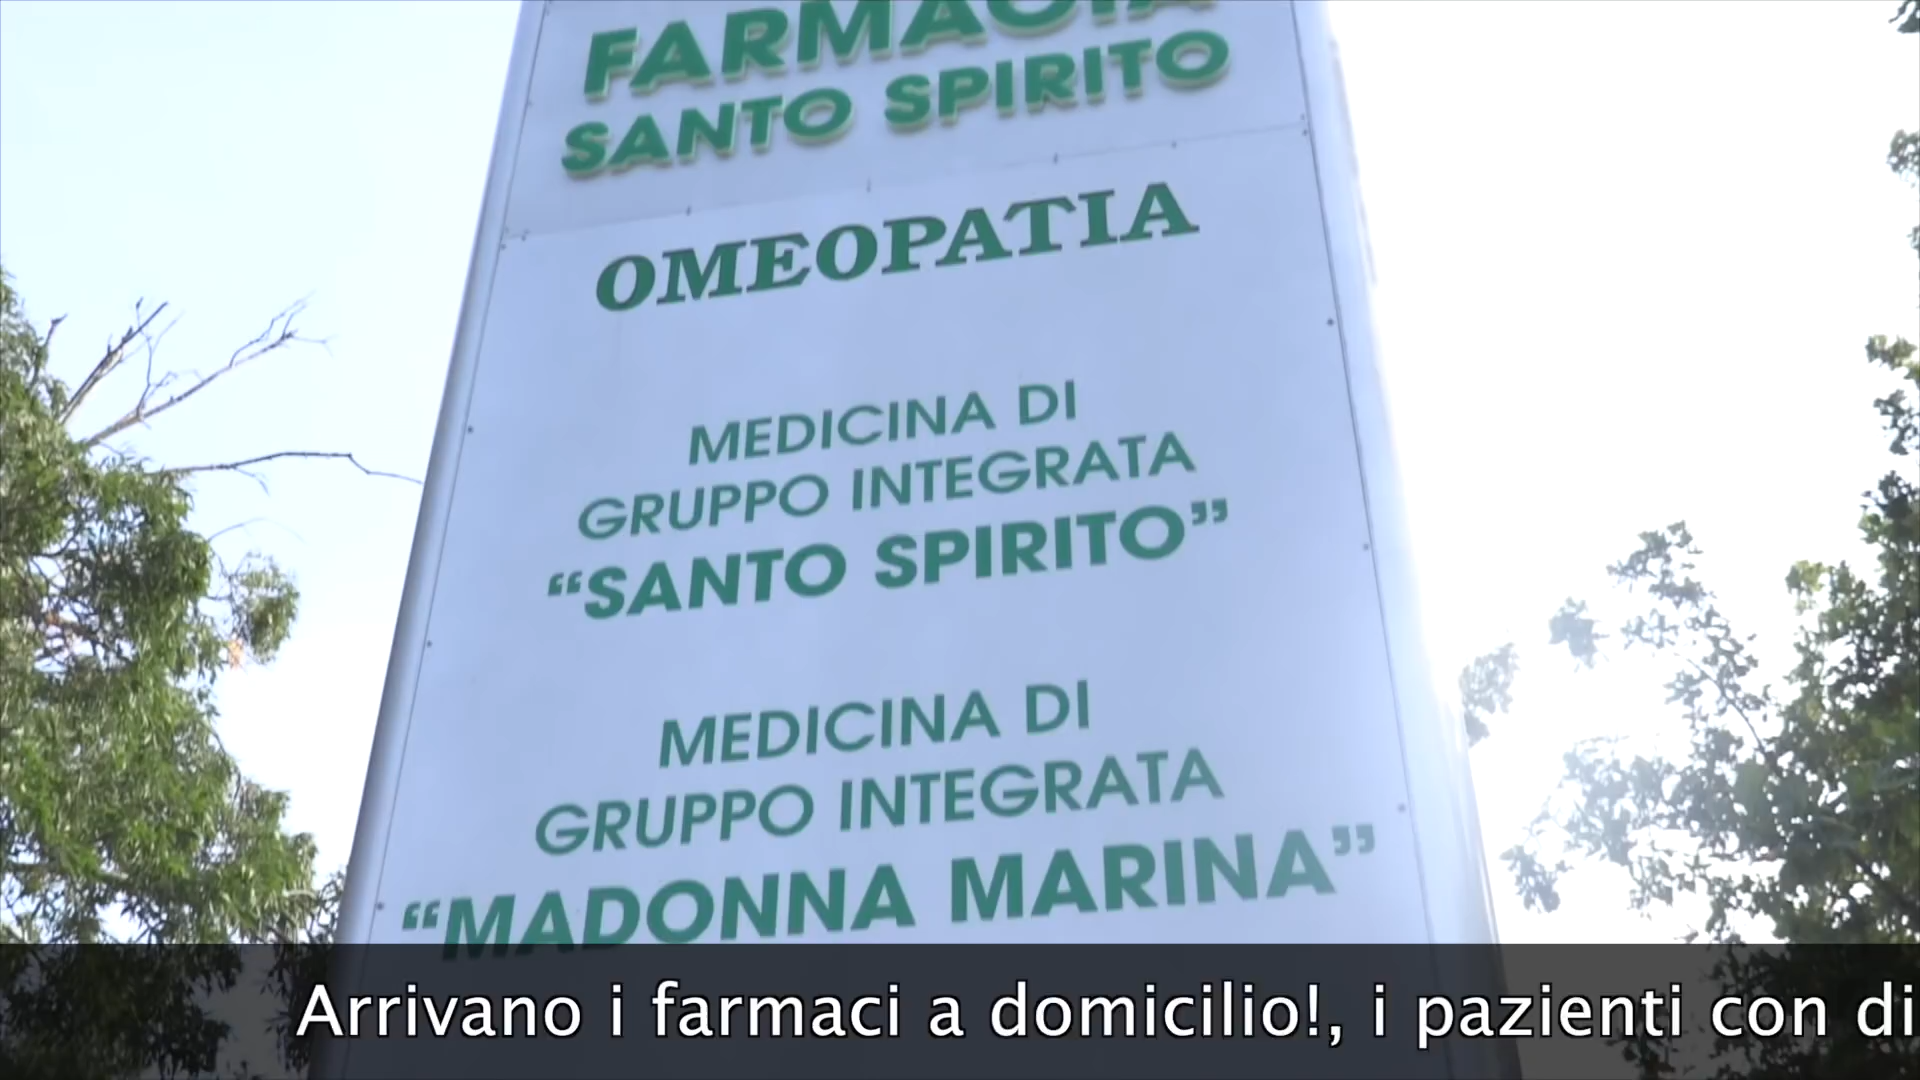 FARMACIA
SANTO SPIRITO
OMEOPATIA
MEDICINA DI
GRUPPO INTEGRATA
“SANTO SPIRITO”
MEDICINA DI
GRUPPO INTEGRATA
“MADONNA MARINA”
Arrivano i farmaci a domicilio!, i pazienti con di